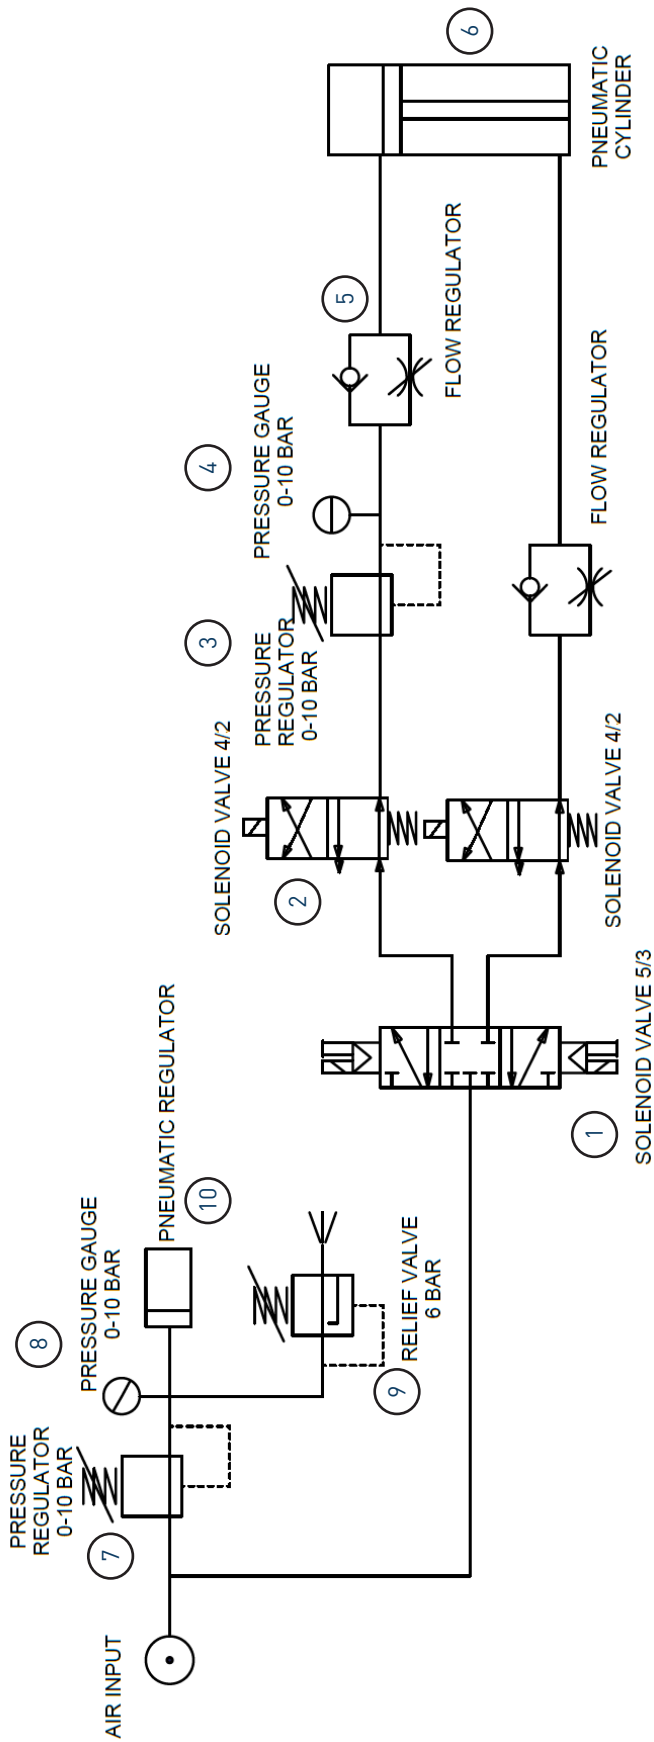 AIR INPUT
7
PRESSURE
REGULATOR
0-10 BAR
8
PRESSURE GAUGE
0-10 BAR
10
PNEUMATIC REGULATOR
9
RELIEF VALVE
6 BAR
1
SOLENOID VALVE 5/3
2
SOLENOID VALVE 4/2
SOLENOID VALVE 4/2
3
PRESSURE
REGULATOR
0-10 BAR
4
PRESSURE GAUGE
0-10 BAR
5
FLOW REGULATOR
FLOW REGULATOR
6
PNEUMATIC
CYLINDER